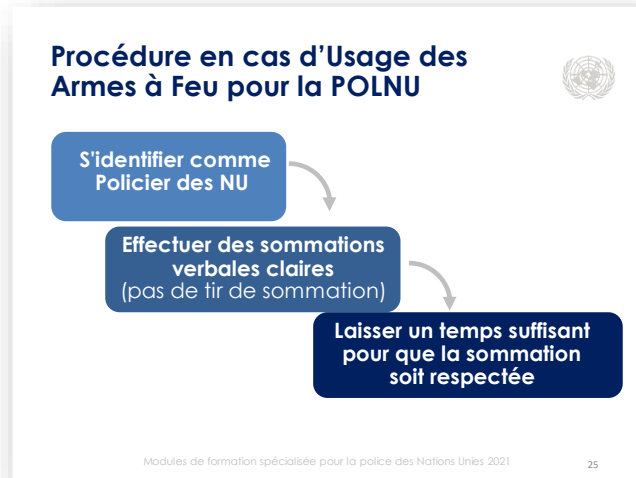 Procédure en cas d’Usage des
Armes à Feu pour la POLNU
S'identifier comme
Policier des NU
Effectuer des sommations
verbales claires
(pas de tir de sommation)
Laisser un temps suffisant
pour que la sommation
soit respectée
Modules de formation spécialisée pour la police des Nations Unies 2021
25